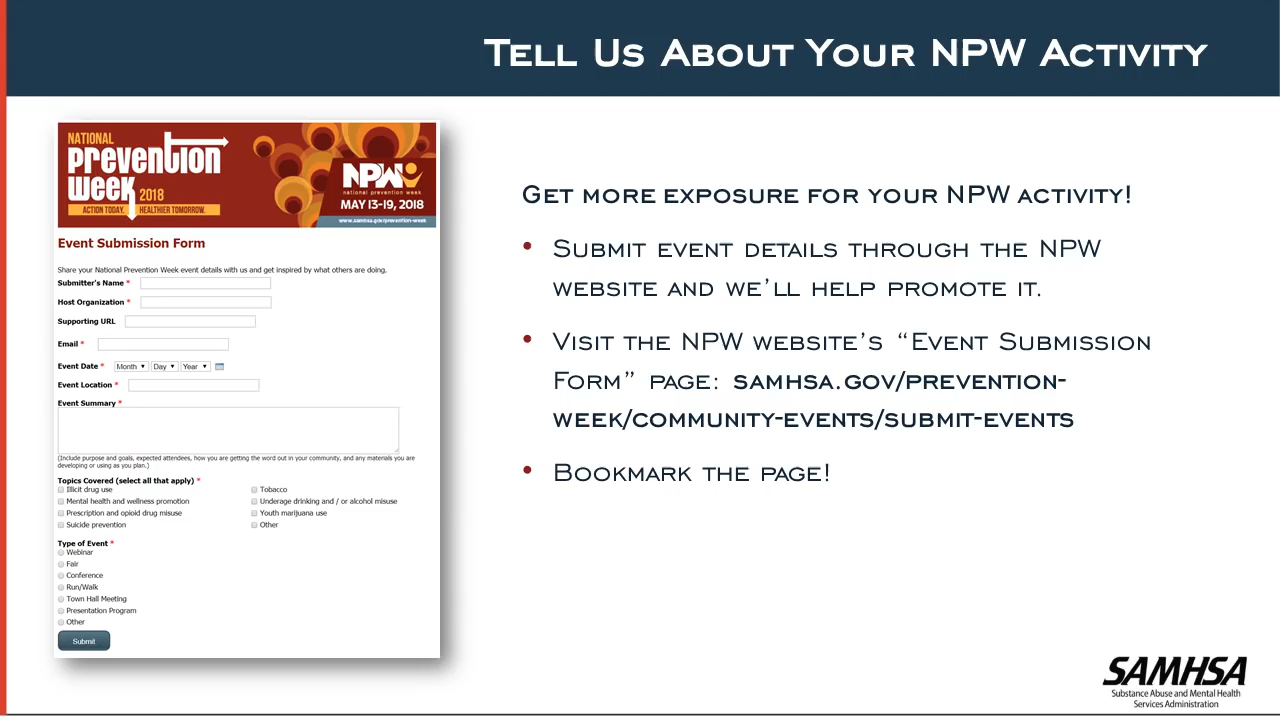 Tell Us About Your NPW Activity
NATIONAL
prevention
week 2018
ACTION TODAY. HEALTHIER TOMORROW.
NPW
national prevention week
MAY 13-19, 2018
www.samhsa.gov/prevention-week
Event Submission Form
Share your National Prevention Week event details with us and get inspired by what others are doing.
Submitter's Name *
Host Organization *
Supporting URL
Email *
Event Date * Month Day Year
Event Location *
Event Summary *
(Include purpose and goals, expected attendees, how you are getting the word out in your community, and any materials you are
developing or using as you plan.)
Topics Covered (select all that apply) *
Illicit drug use
Mental health and wellness promotion
Prescription and opioid drug misuse
Suicide prevention
Tobacco
Underage drinking and / or alcohol misuse
Youth marijuana use
Other
Type of Event *
Webinar
Fair
Conference
Run/Walk
Town Hall Meeting
Presentation Program
Other
Submit
Get more exposure for your NPW activity!
• Submit event details through the NPW
website and we’ll help promote it.
• Visit the NPW website’s “Event Submission
Form” page: samhsa.gov/prevention-
week/community-events/submit-events
• Bookmark the page!
SAMHSA
Substance Abuse and Mental Health
Services Administration